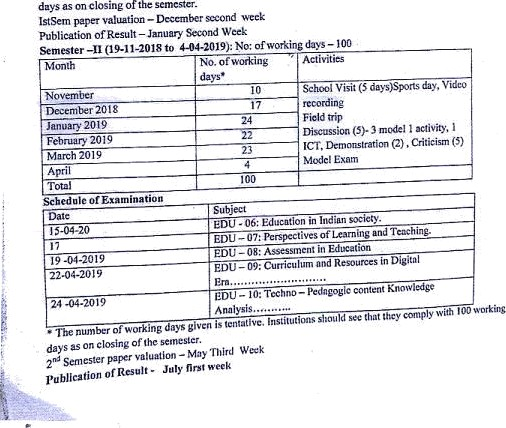 days as on closing of the semester.
IstSem paper valuation – December second week
Publication of Result – January Second Week
Semester –II (19-11-2018 to 4-04-2019): No: of working days – 100
Month No. of working days* Activities
November 10 School Visit (5 days)Sports day, Video
December 2018 17 recording
January 2019 24 Field trip
February 2019 22 Discussion (5)- 3 model 1 activity, 1
March 2019 23 ICT, Demonstration (2) , Criticism (5)
April 4 Model Exam
Total 100
Schedule of Examination
Date Subject
15-04-20 EDU - 06: Education in Indian society.
17 EDU – 07: Perspectives of Learning and Teaching.
19 -04-2019 EDU – 08: Assessment in Education
22-04-2019 EDU – 09: Curriculum and Resources in Digital
Era...........................
24 -04-2019 EDU – 10: Techno – Pedagogic content Knowledge
Analysis...........
* The number of working days given is tentative. Institutions should see that they comply with 100 working
days as on closing of the semester.
2nd Semester paper valuation – May Third Week
Publication of Result - July first week